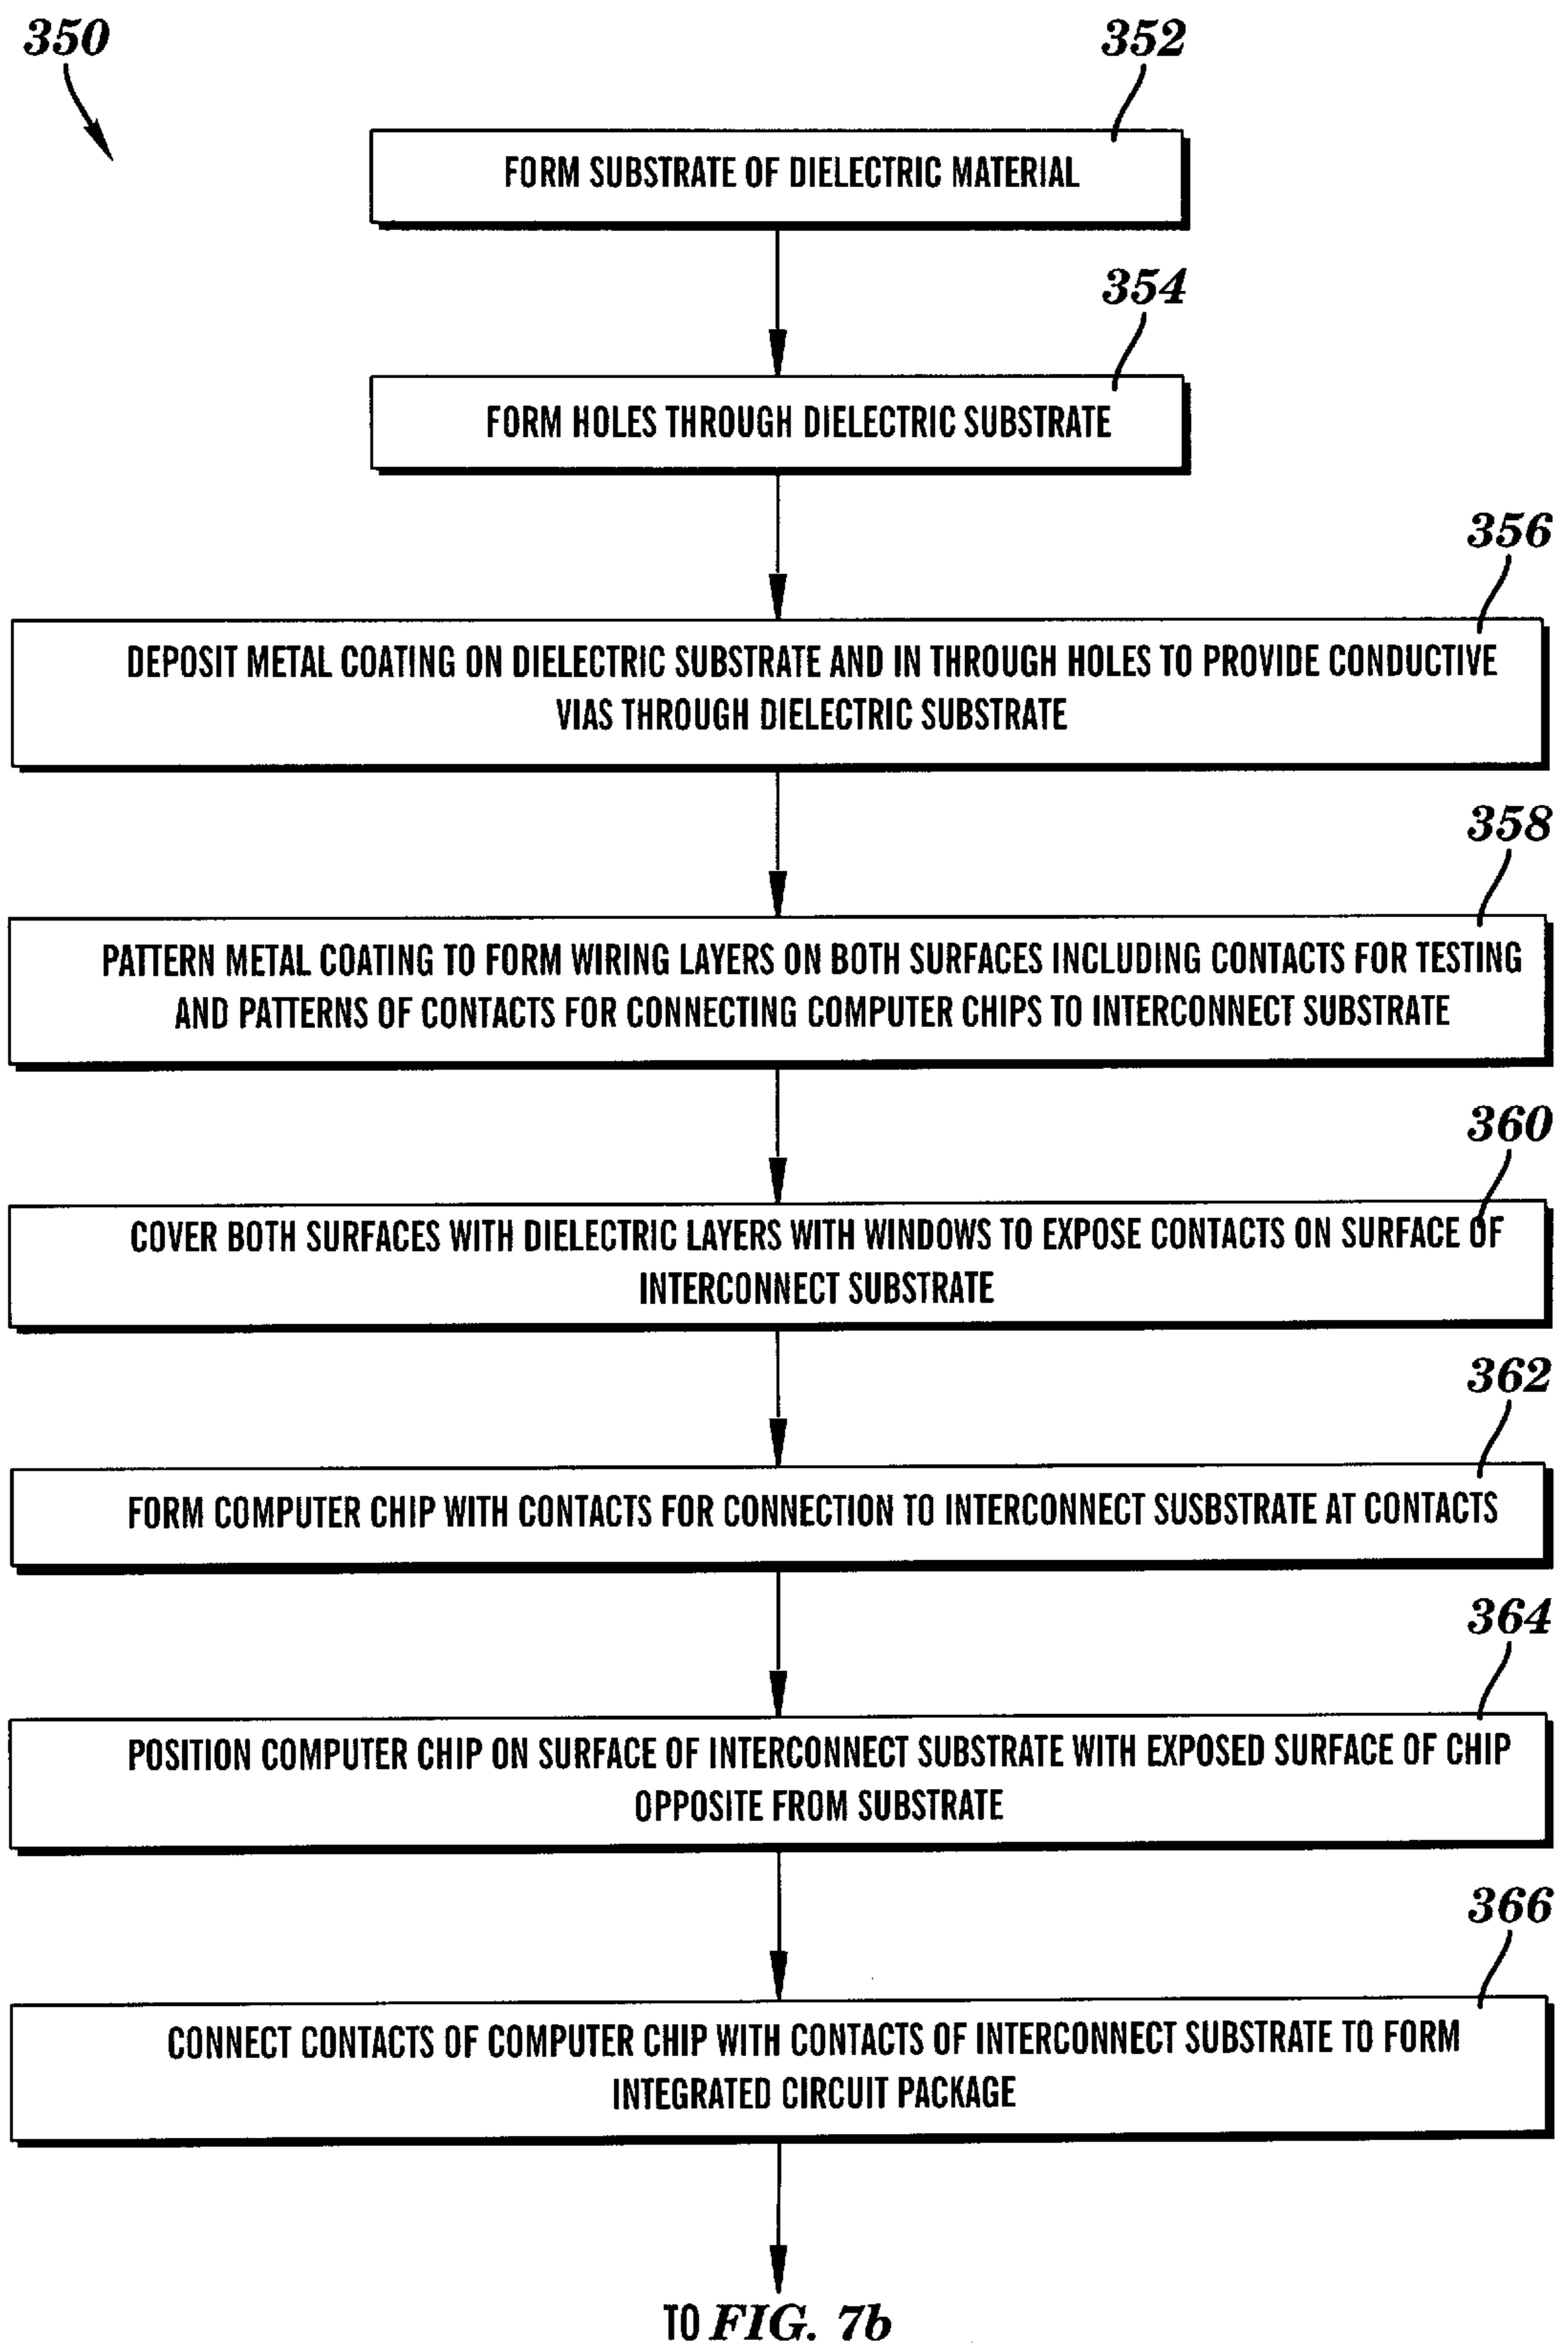 350
352
FORM SUBSTRATE OF DIELECTRIC MATERIAL
354
FORM HOLES THROUGH DIELECTRIC SUBSTRATE
356
DEPOSIT METAL COATING ON DIELECTRIC SUBSTRATE AND IN THROUGH HOLES TO PROVIDE CONDUCTIVE
VIAS THROUGH DIELECTRIC SUBSTRATE
358
PATTERN METAL COATING TO FORM WIRING LAYERS ON BOTH SURFACES INCLUDING CONTACTS FOR TESTING
AND PATTERNS OF CONTACTS FOR CONNECTING COMPUTER CHIPS TO INTERCONNECT SUBSTRATE
360
COVER BOTH SURFACES WITH DIELECTRIC LAYERS WITH WINDOWS TO EXPOSE CONTACTS ON SURFACE OF
INTERCONNECT SUBSTRATE
362
FORM COMPUTER CHIP WITH CONTACTS FOR CONNECTION TO INTERCONNECT SUSBSTRATE AT CONTACTS
364
POSITION COMPUTER CHIP ON SURFACE OF INTERCONNECT SUBSTRATE WITH EXPOSED SURFACE OF CHIP
OPPOSITE FROM SUBSTRATE
366
CONNECT CONTACTS OF COMPUTER CHIP WITH CONTACTS OF INTERCONNECT SUBSTRATE TO FORM
INTEGRATED CIRCUIT PACKAGE
TO FIG. 7b